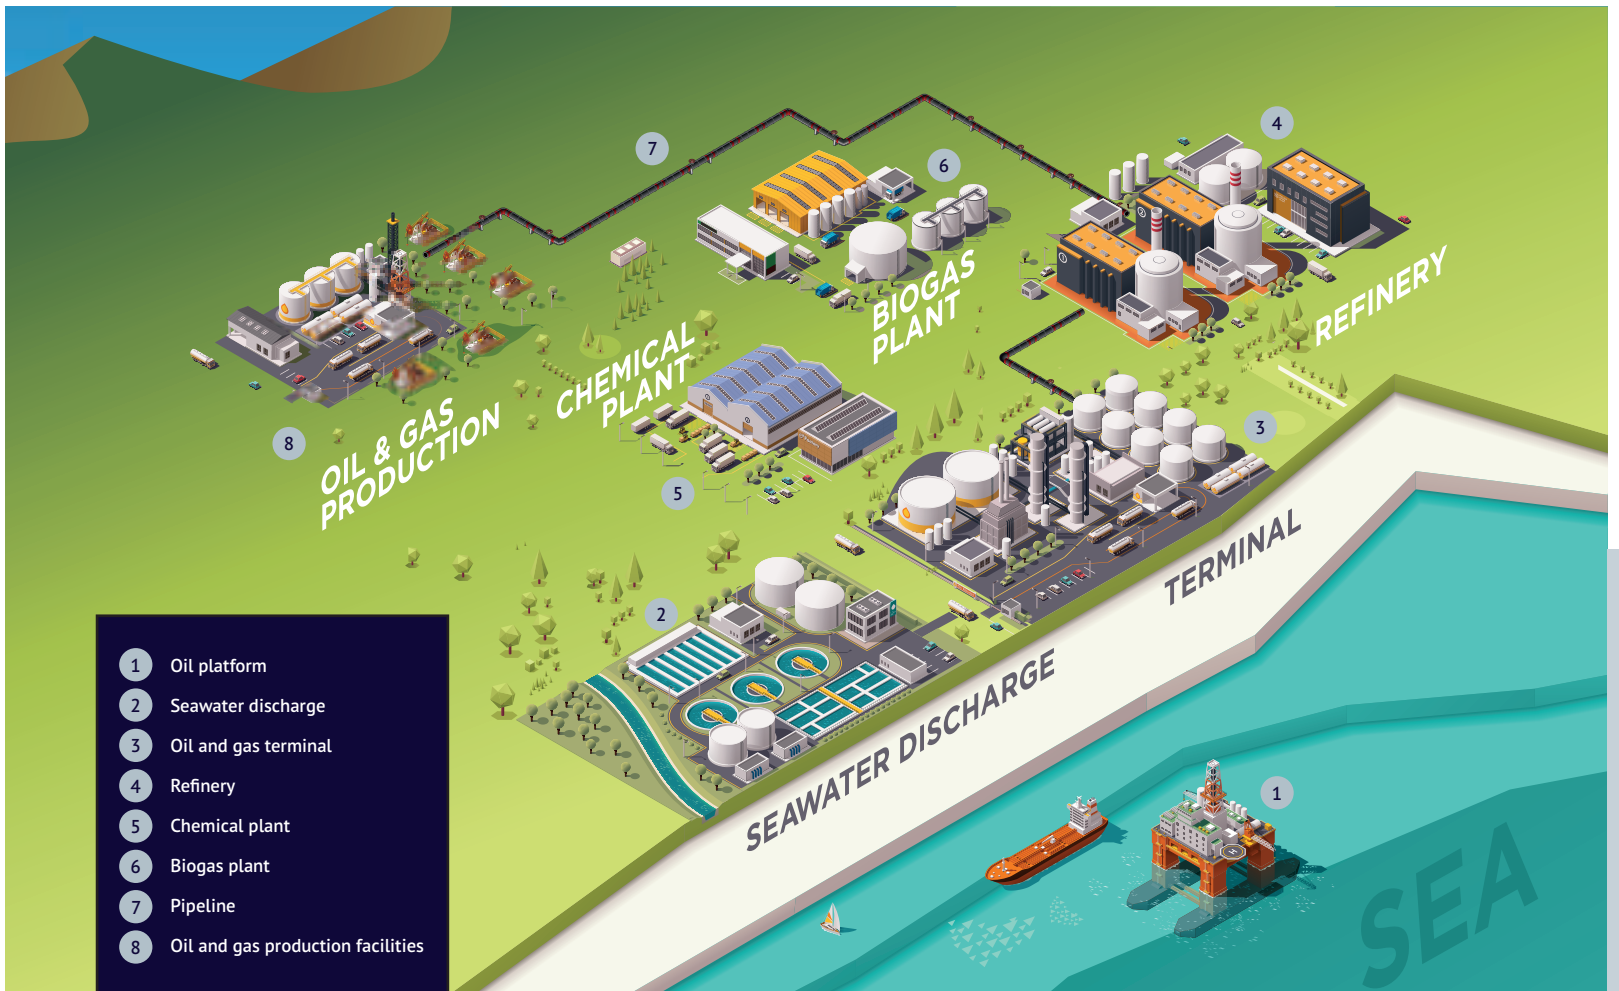 7
6
4
BIOGAS
PLANT
REFINERY
CHEMICAL
PLANT
8
OIL & GAS
PRODUCTION
3
5
TERMINAL
2
SEAWATER DISCHARGE
1
H
SEA
1 Oil platform
2 Seawater discharge
3 Oil and gas terminal
4 Refinery
5 Chemical plant
6 Biogas plant
7 Pipeline
8 Oil and gas production facilities